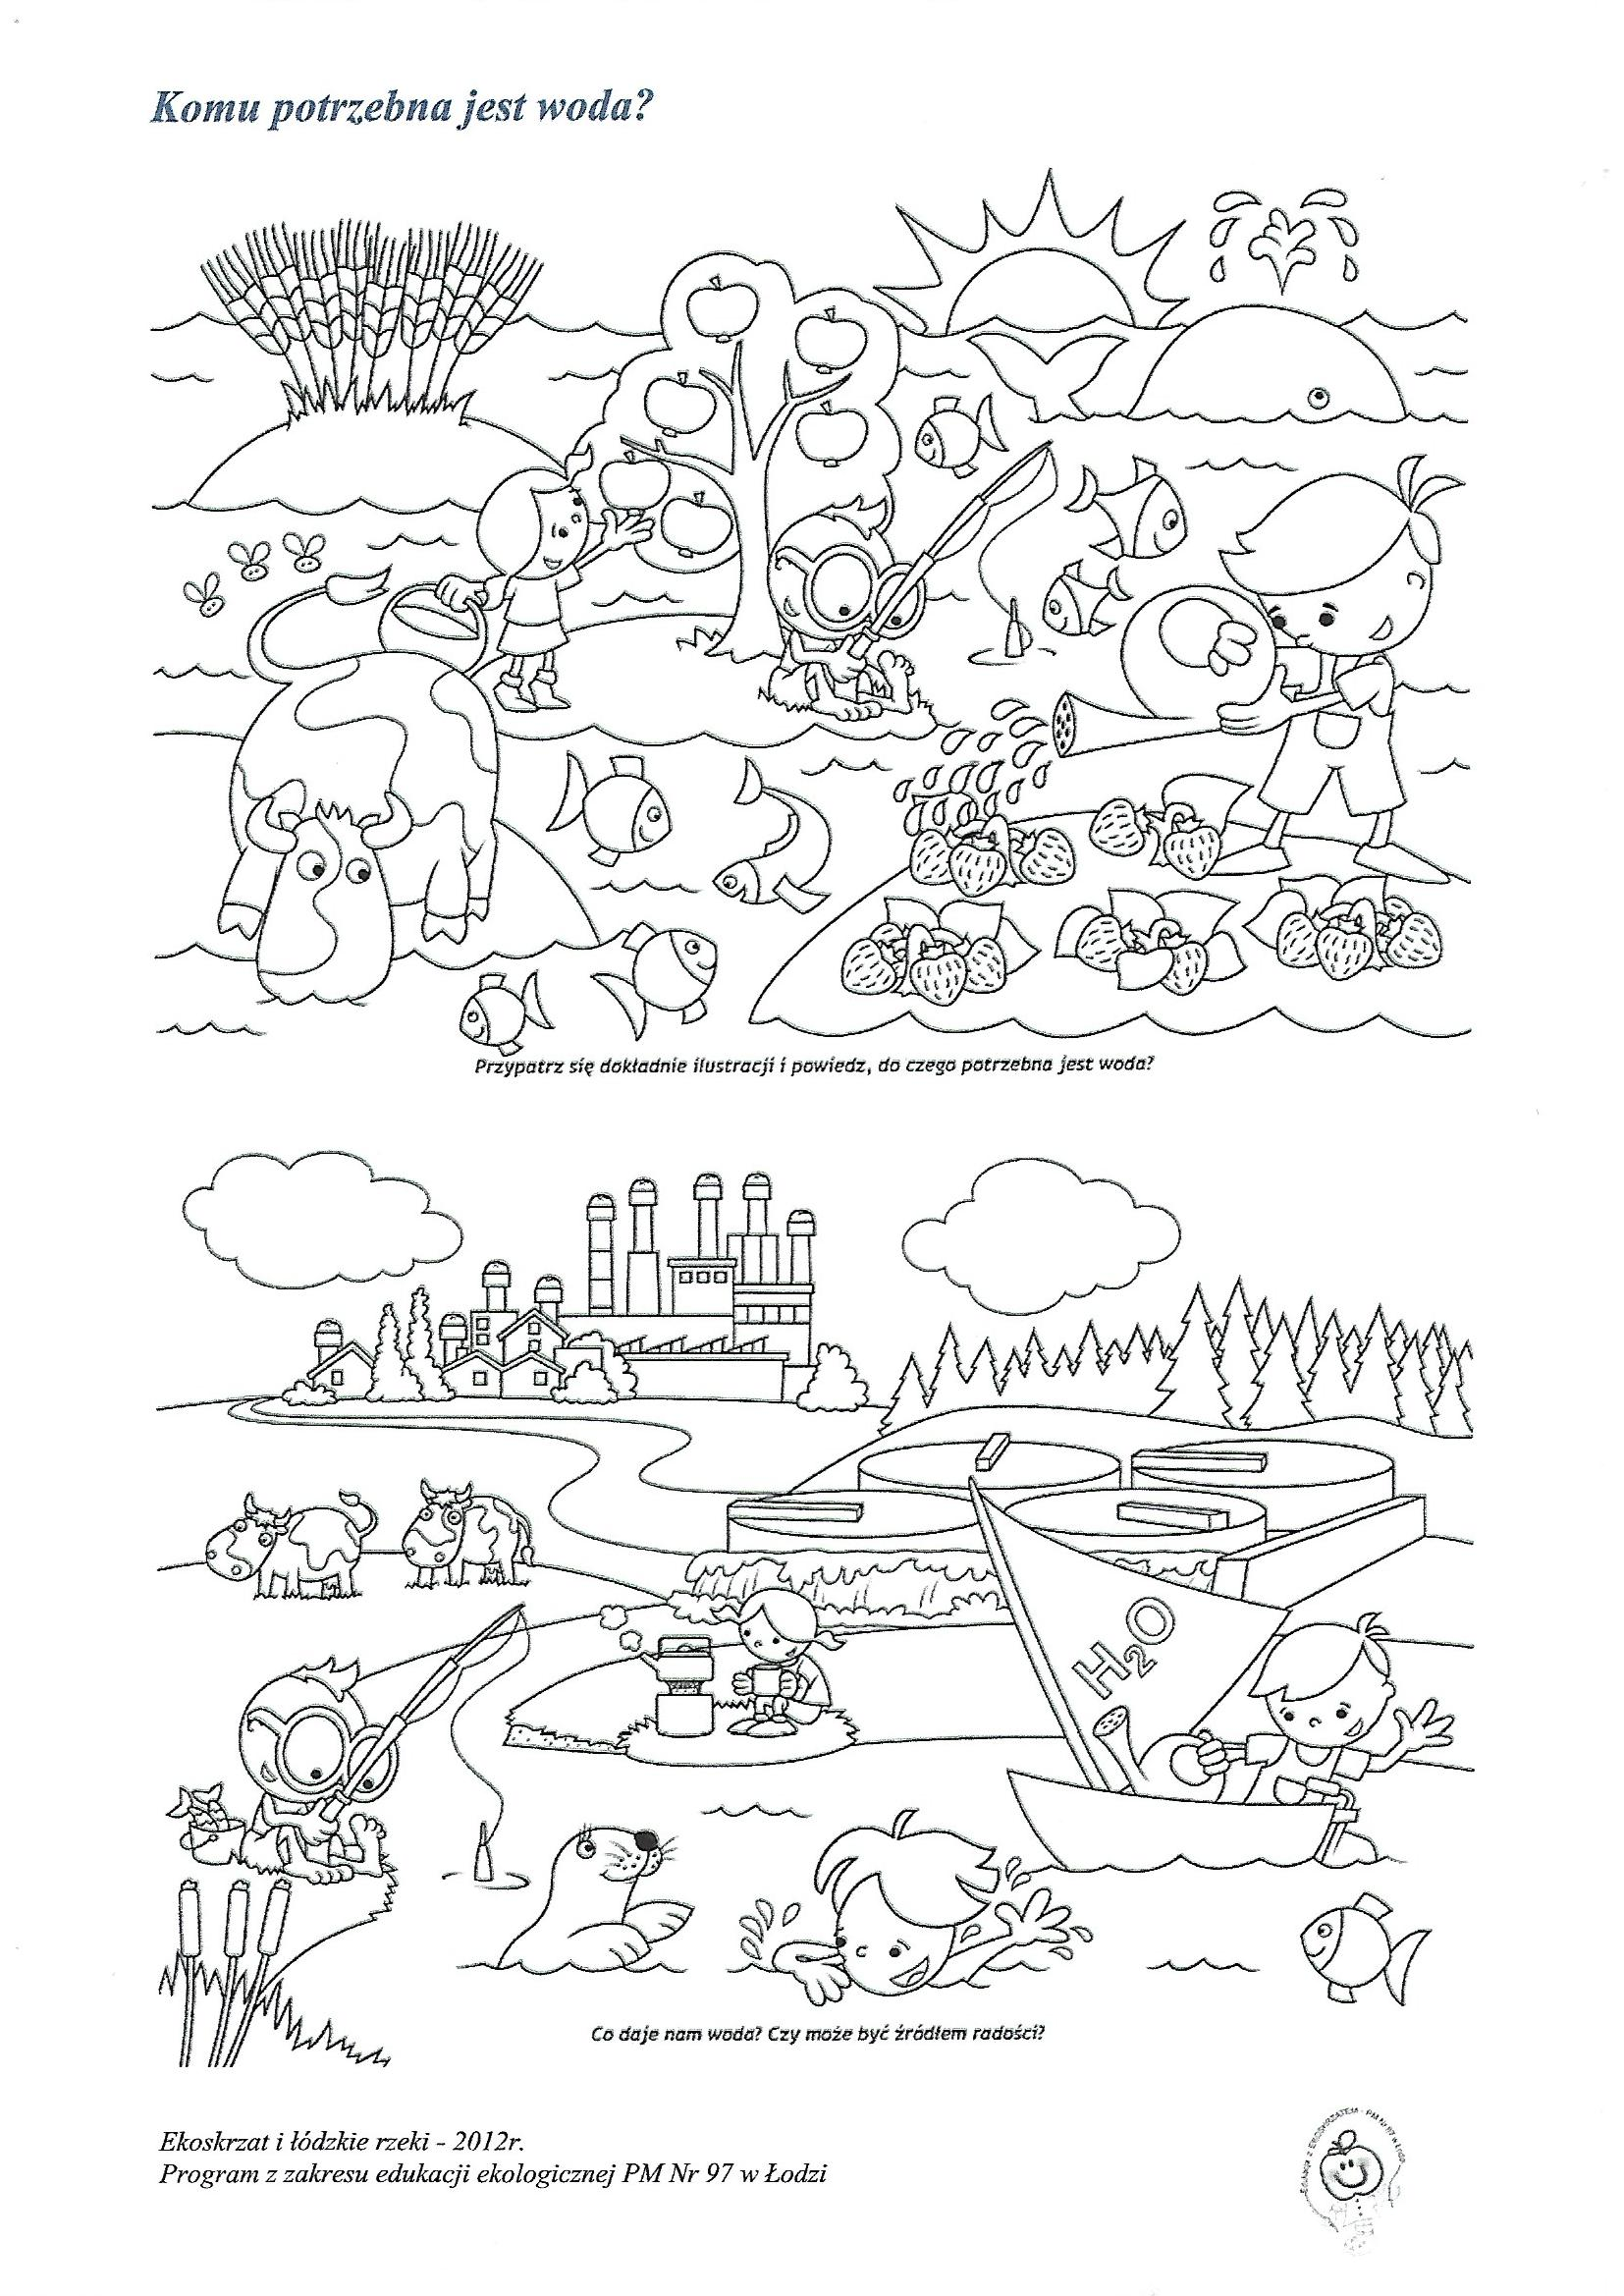 Komu potrzebna jest woda?
Przypatrz się dokładnie ilustracji i powiedz, do czego potrzebna jest woda?
H2O
Co daje nam woda? Czy może być źródłem radości?
Ekoskrzat i łódzkie rzeki - 2012r.
Program z zakresu edukacji ekologicznej PM Nr 97 w Łodzi